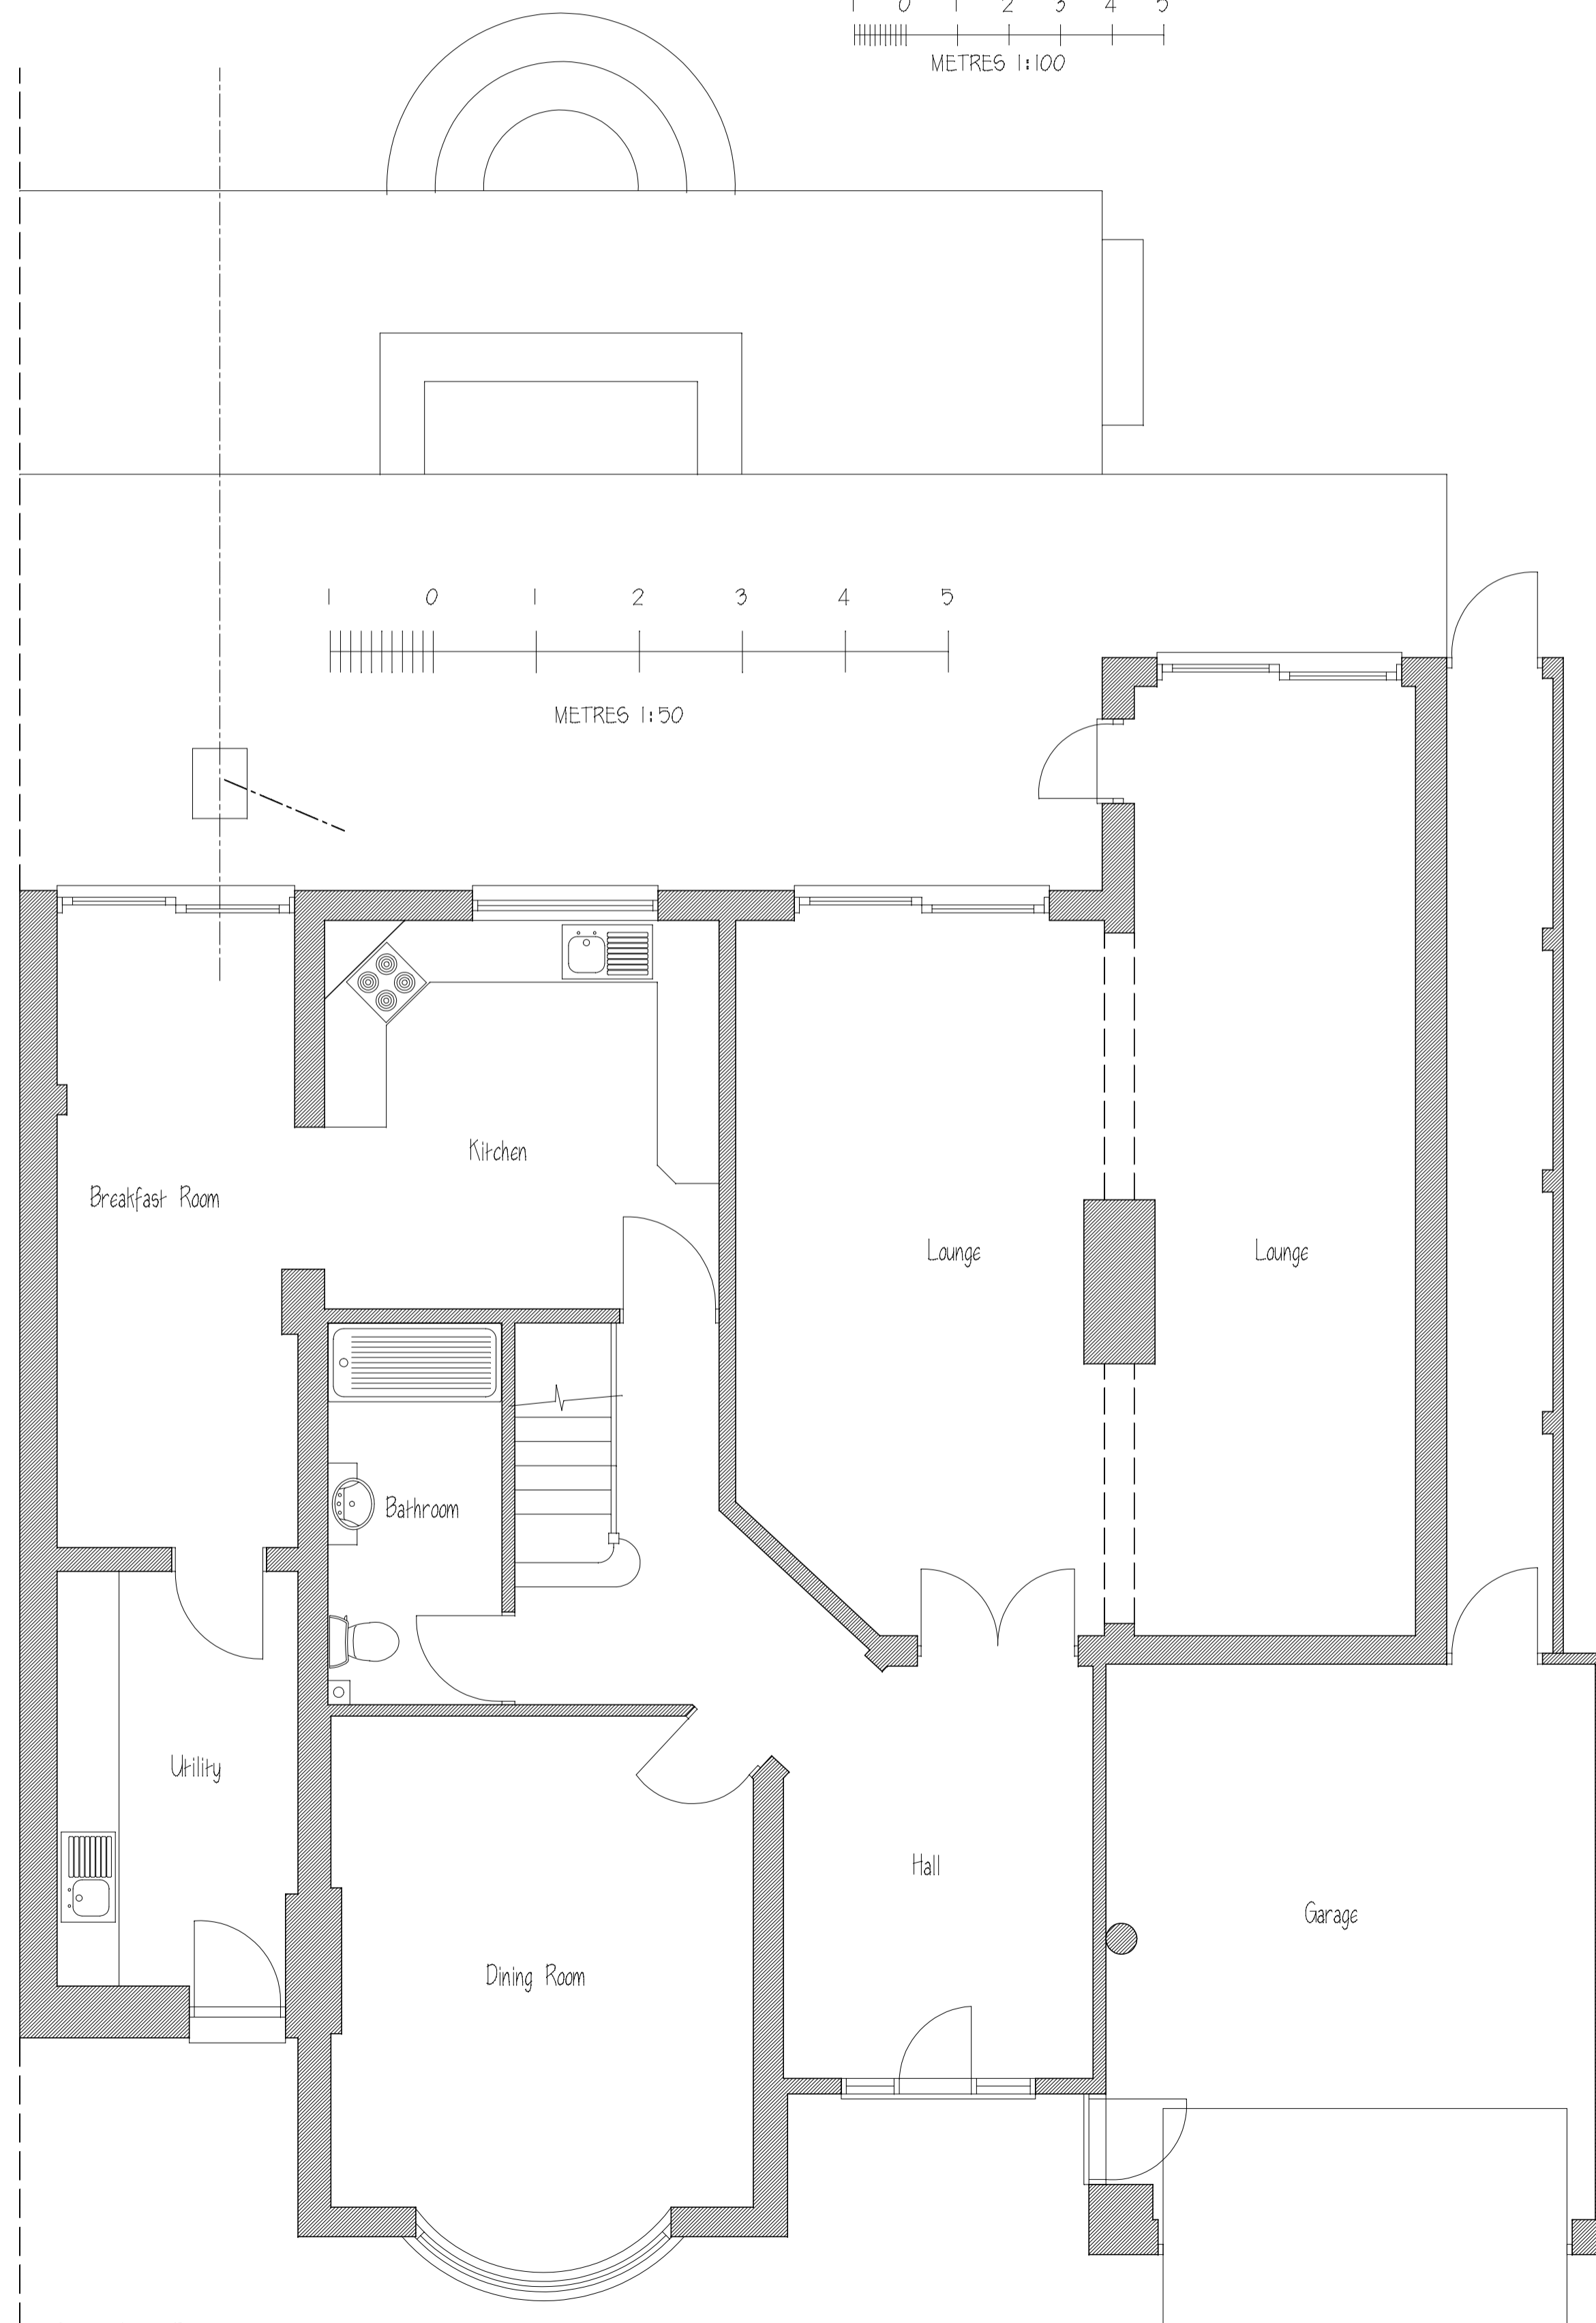 1 0 1 2 3 4 5
METRES 1:100
1 0 1 2 3 4 5
METRES 1:50
Kitchen
Breakfast Room
Lounge
Lounge
Bathroom
Utility
Hall
Garage
Dining Room